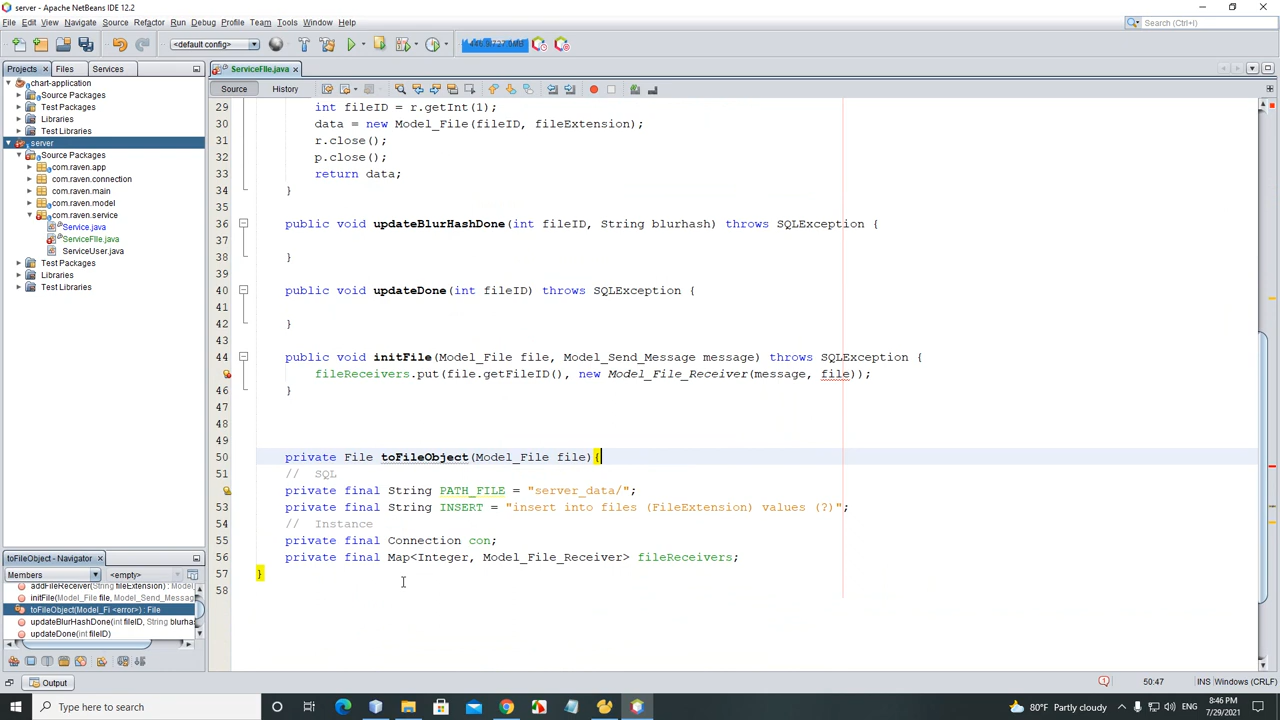 server - Apache NetBeans IDE 12.2
File Edit View Navigate Source Refactor Run Debug Profile Team Tools Window Help
Search (Ctrl+I)
<default config>
Projects Files Services
ServiceFIle.java
chart-application
Source Packages
Test Packages
Libraries
Test Libraries
server
Source Packages
com.raven.app
com.raven.connection
com.raven.main
com.raven.model
com.raven.service
Service.java
ServiceFIle.java
ServiceUser.java
Test Packages
Libraries
Test Libraries
Source History
29 int fileID = r.getInt(1);
30 data = new Model_File(fileID, fileExtension);
31 r.close();
32 p.close();
33 return data;
34 }
35
36 public void updateBlurHashDone(int fileID, String blurhash) throws SQLException {
37
38 }
39
40 public void updateDone(int fileID) throws SQLException {
41
42 }
43
44 public void initFile(Model_File file, Model_Send_Message message) throws SQLException {
fileReceivers.put(file.getFileID(), new Model_File_Receiver(message, file));
46 }
47
48
49
50 private File toFileObject(Model_File file){
51 // SQL
private final String PATH_FILE = "server_data/";
53 private final String INSERT = "insert into files (FileExtension) values (?)";
54 // Instance
55 private final Connection con;
56 private final Map<Integer, Model_File_Receiver> fileReceivers;
57 }
58
toFileObject - Navigator
Members <empty>
addFileReceiver(String fileExtension) : Model
initFile(Model_File file, Model_Send_Messag
toFileObject(Model_Fi <error>) : File
updateBlurHashDone(int fileID, String blurha
updateDone(int fileID)
Output
1 50:47 INS Windows (CRLF)
Type here to search
80°F Partly cloudy
8:46 PM
7/29/2021